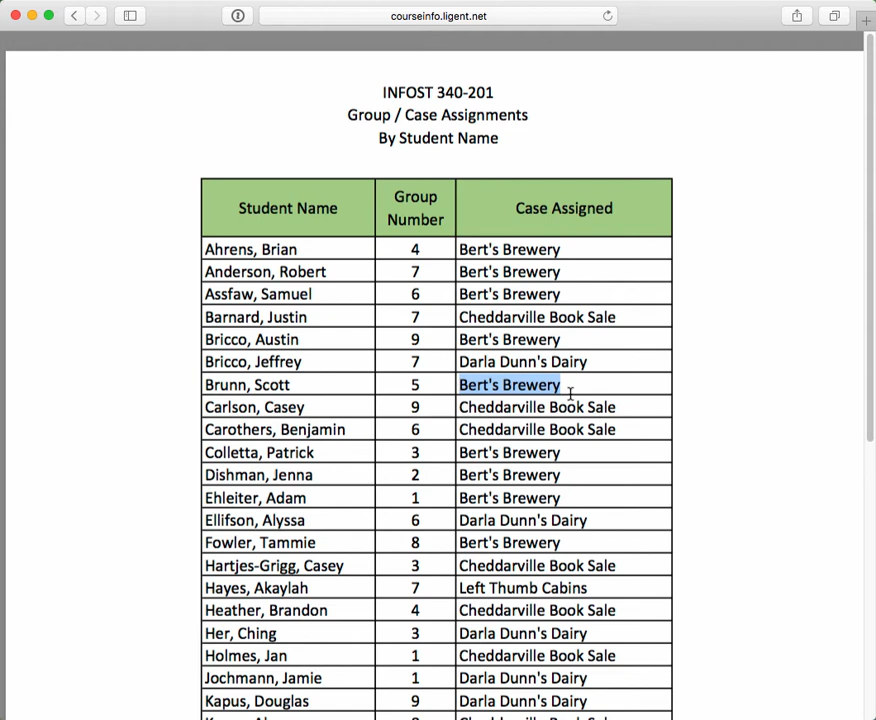 courseinfo.ligent.net
INFOST 340-201
Group / Case Assignments
By Student Name
Student Name Group Number Case Assigned
Ahrens, Brian 4 Bert's Brewery
Anderson, Robert 7 Bert's Brewery
Assfaw, Samuel 6 Bert's Brewery
Barnard, Justin 7 Cheddarville Book Sale
Bricco, Austin 9 Bert's Brewery
Bricco, Jeffrey 7 Darla Dunn's Dairy
Brunn, Scott 5 Bert's Brewery
Carlson, Casey 9 Cheddarville Book Sale
Carothers, Benjamin 6 Cheddarville Book Sale
Colletta, Patrick 3 Bert's Brewery
Dishman, Jenna 2 Bert's Brewery
Ehleiter, Adam 1 Bert's Brewery
Ellifson, Alyssa 6 Darla Dunn's Dairy
Fowler, Tammie 8 Bert's Brewery
Hartjes-Grigg, Casey 3 Cheddarville Book Sale
Hayes, Akaylah 7 Left Thumb Cabins
Heather, Brandon 4 Cheddarville Book Sale
Her, Ching 3 Darla Dunn's Dairy
Holmes, Jan 1 Cheddarville Book Sale
Jochmann, Jamie 1 Darla Dunn's Dairy
Kapus, Douglas 9 Darla Dunn's Dairy